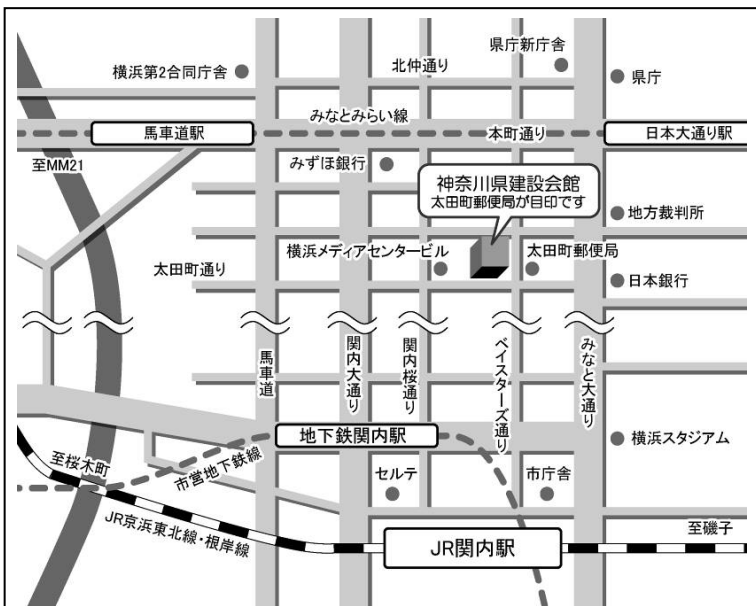 県庁新庁舎
北仲通り
横浜第2合同庁舎
県庁
みなとみらい線
馬車道駅
本町通り
日本大通り駅
至MM21
みずほ銀行
神奈川県建設会館
太田町郵便局が目印です
地方裁判所
横浜メディアセンタービル
太田町郵便局
太田町通り
日本銀行
馬車道
関内大通り
関内桜通り
ベイスターズ通り
みなと大通り
地下鉄関内駅
横浜スタジアム
至桜木町
市営地下鉄線
セルテ
市庁舎
JR京浜東北線・根岸線
JR関内駅
至磯子